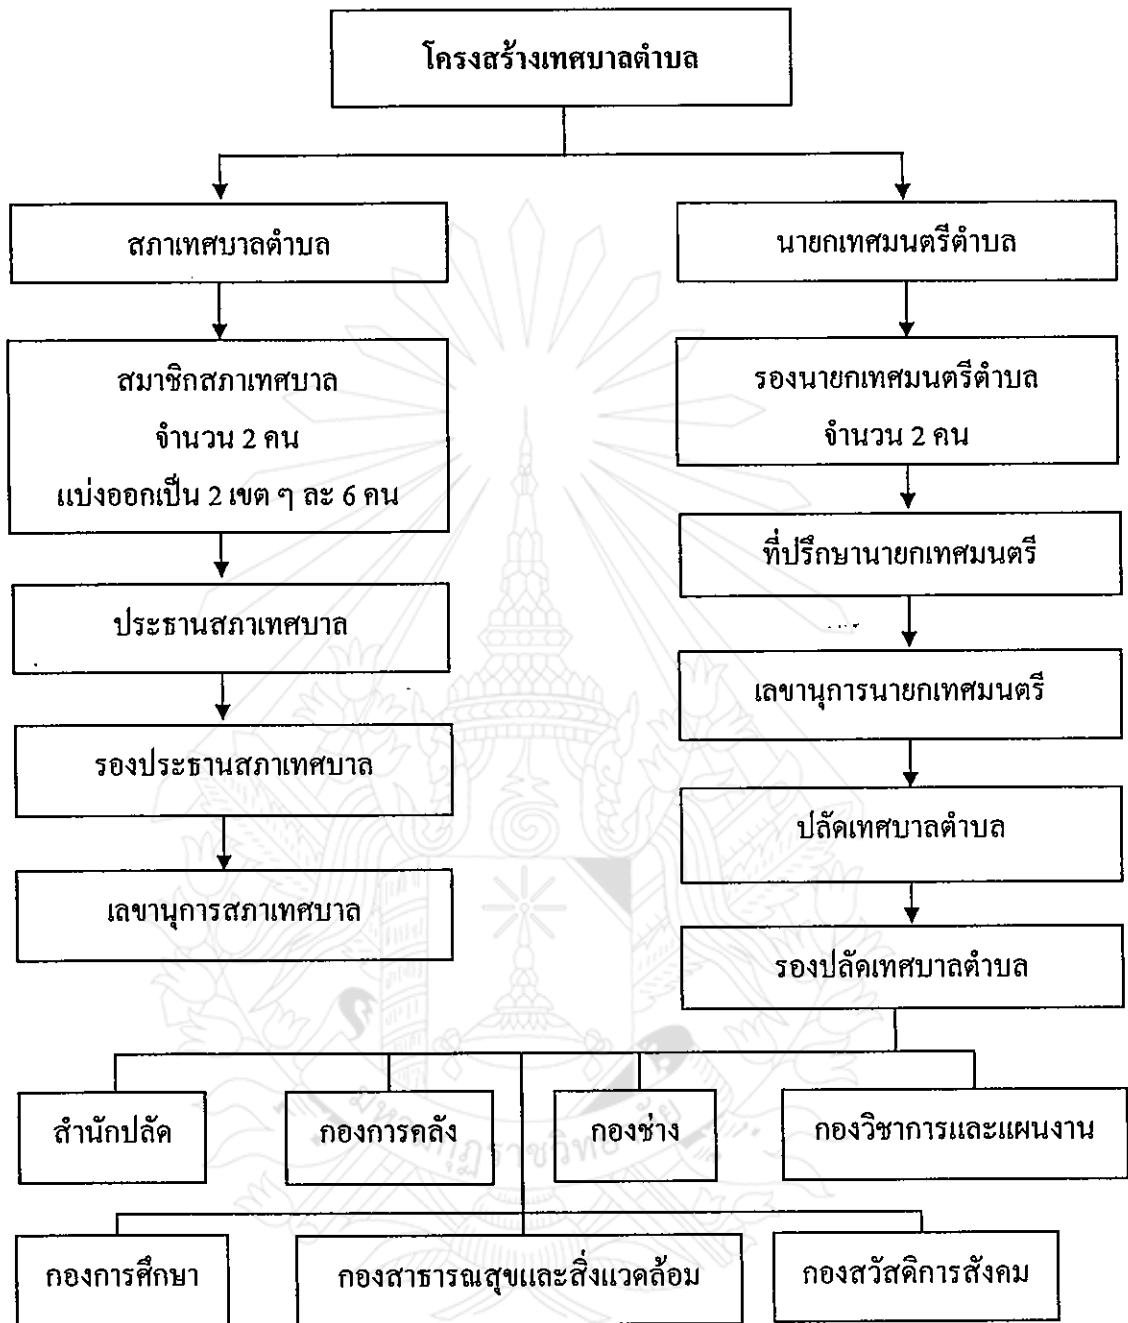 โครงสร้างเทศบาลตำบล
สภาเทศบาลตำบล
นายกเทศมนตรีตำบล
สมาชิกสภาเทศบาล
จำนวน 2 คน
แบ่งออกเป็น 2 เขต ๆ ละ 6 คน
รองนายกเทศมนตรีตำบล
จำนวน 2 คน
ที่ปรึกษานายกเทศมนตรี
ประธานสภาเทศบาล
เลขานุการนายกเทศมนตรี
รองประธานสภาเทศบาล
ปลัดเทศบาลตำบล
เลขานุการสภาเทศบาล
รองปลัดเทศบาลตำบล
สำนักปลัด
กองการคลัง
กองช่าง
กองวิชาการและแผนงาน
มหามกุฏราชวิทยาลัย
กองการศึกษา
กองสาธารณสุขและสิ่งแวดล้อม
กองสวัสดิการสังคม